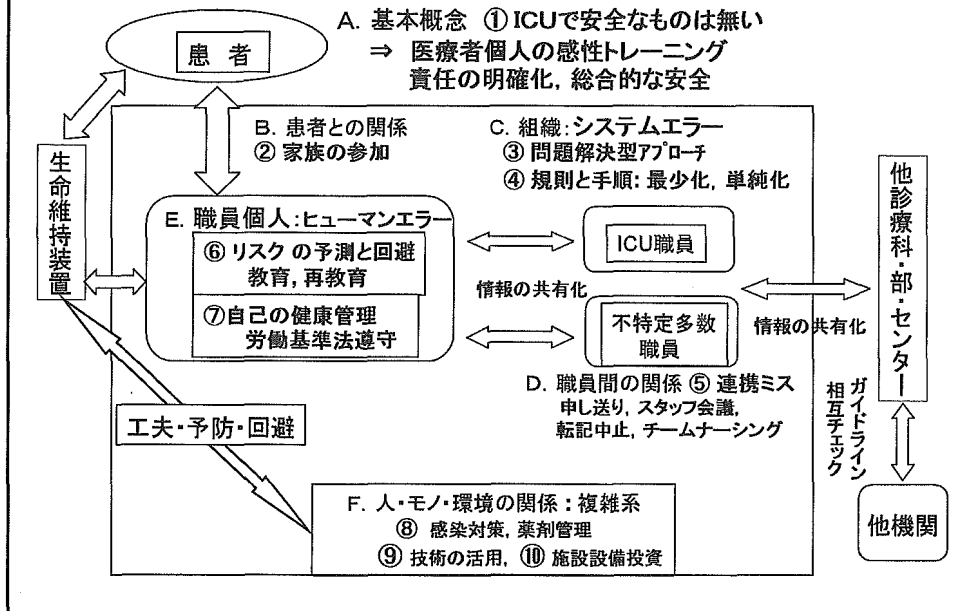 A. 基本概念 ① ICUで安全なものは無い
⇒ 医療者個人の感性トレーニング
責任の明確化, 総合的な安全
患者
B. 患者との関係
② 家族の参加
C. 組織：システムエラー
③ 問題解決型アプローチ
④ 規則と手順：最少化, 単純化
生命維持装置
E. 職員個人：ヒューマンエラー
⑥ リスクの予測と回避
教育, 再教育
⑦自己の健康管理
労働基準法遵守
ICU職員
情報の共有化
不特定多数
職員
情報の共有化
他診療科・部・センター
D. 職員間の関係 ⑤ 連携ミス
申し送り, スタッフ会議,
転記中止, チームナーシング
ガイドライン
相互チェック
工夫・予防・回避
F. 人・モノ・環境の関係：複雑系
⑧ 感染対策, 薬剤管理
⑨ 技術の活用, ⑩ 施設設備投資
他機関